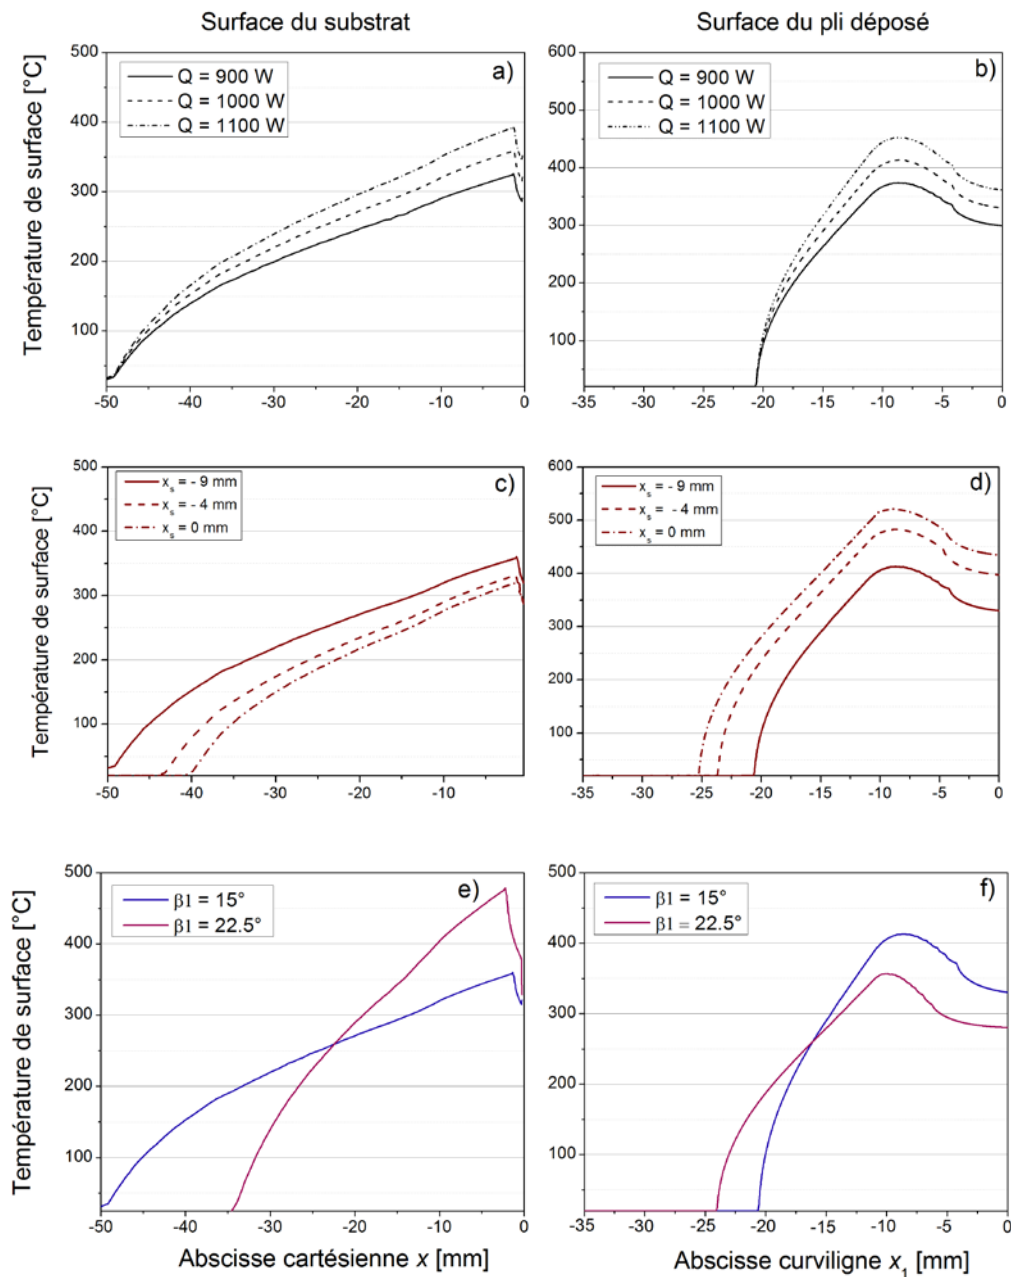 Surface du substrat
Surface du pli déposé
Température de surface [°C]
500
400
300
200
100
a)
Q = 900 W
Q = 1000 W
Q = 1100 W
-50
-40
-30
-20
-10
0
600
500
400
300
200
100
b)
Q = 900 W
Q = 1000 W
Q = 1100 W
-35
-30
-25
-20
-15
-10
-5
0
Température de surface [°C]
500
400
300
200
100
c)
xs = - 9 mm
xs = - 4 mm
xs = 0 mm
-50
-40
-30
-20
-10
0
600
500
400
300
200
100
d)
xs = - 9 mm
xs = - 4 mm
xs = 0 mm
-35
-30
-25
-20
-15
-10
-5
0
Température de surface [°C]
500
400
300
200
100
e)
β1 = 15°
β1 = 22.5°
-50
-40
-30
-20
-10
0
Abscisse cartésienne x [mm]
500
400
300
200
100
f)
β1 = 15°
β1 = 22.5°
-35
-30
-25
-20
-15
-10
-5
0
Abscisse curviligne x1 [mm]